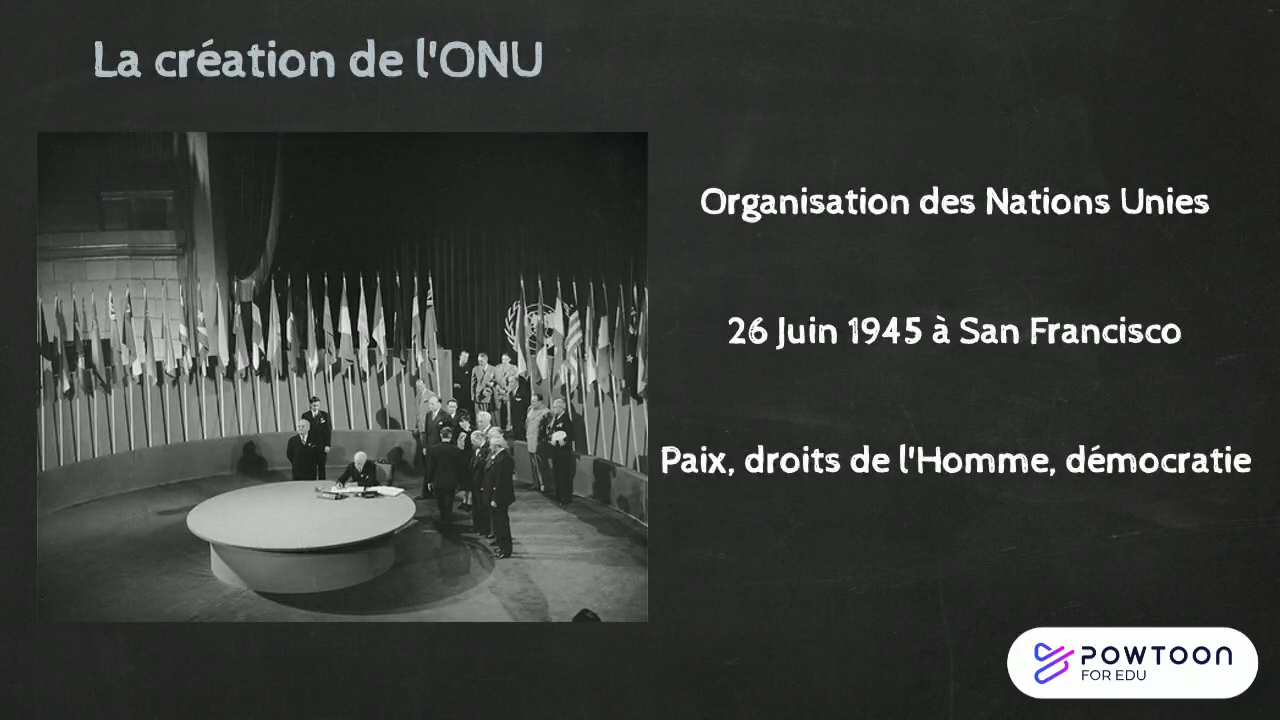 La création de l'ONU
Organisation des Nations Unies
26 Juin 1945 à San Francisco
Paix, droits de l'Homme, démocratie
POWTOON
FOR EDU